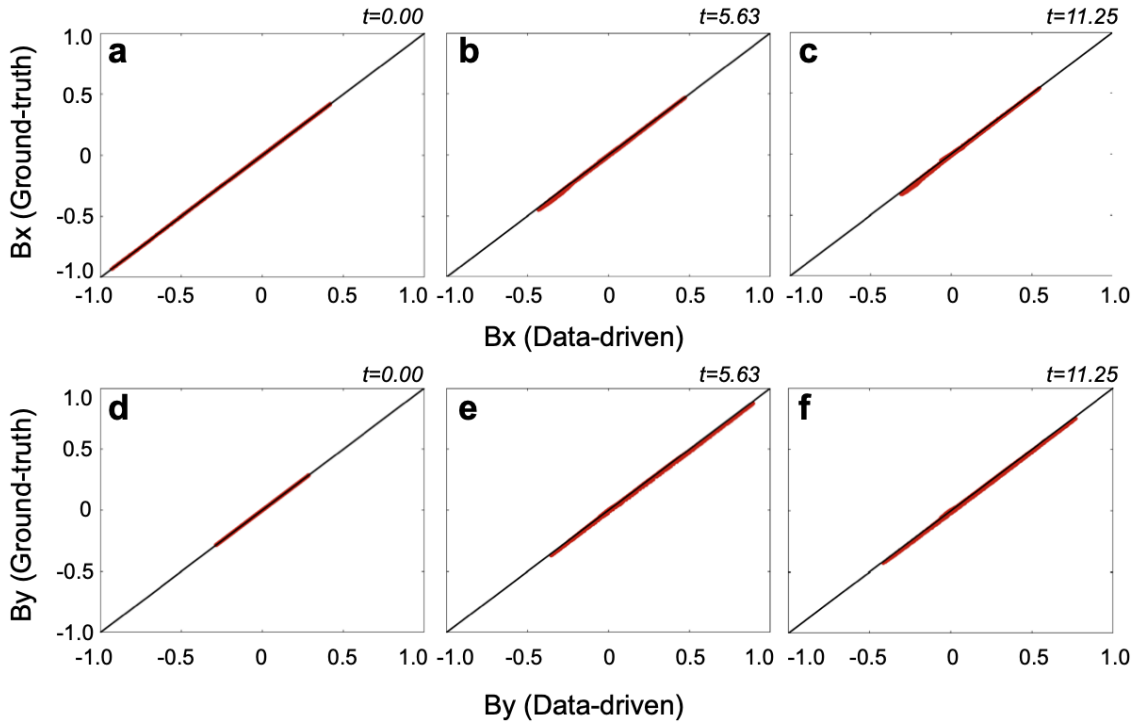 t=0.00 t=5.63 t=11.25
a b c
Bx (Ground-truth)
1.0
0.5
0
-0.5
-1.0
-1.0 -0.5 0 0.5 1.0 -1.0 -0.5 0 0.5 1.0 -1.0 -0.5 0 0.5 1.0
Bx (Data-driven)
t=0.00 t=5.63 t=11.25
d e f
By (Ground-truth)
1.0
0.5
0
-0.5
-1.0
-1.0 -0.5 0 0.5 1.0 -1.0 -0.5 0 0.5 1.0 -1.0 -0.5 0 0.5 1.0
By (Data-driven)